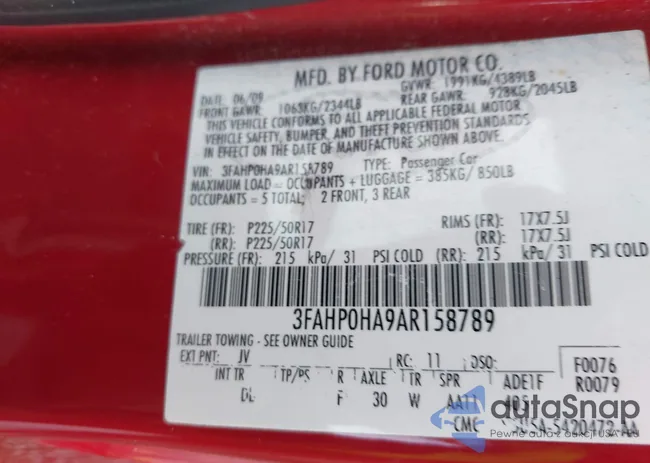 MFD. BY FORD MOTOR CO.
DATE: 06/09 GVWR: 1991KG/4389LB
FRONT GAWR: 1063KG/2344LB REAR GAWR: 928KG/2045LB
THIS VEHICLE CONFORMS TO ALL APPLICABLE FEDERAL MOTOR
VEHICLE SAFETY, BUMPER, AND THEFT PREVENTION STANDARDS
IN EFFECT ON THE DATE OF MANUFACTURE SHOWN ABOVE.
VIN: 3FAHP0HA9AR158789 TYPE: Passenger Car
MAXIMUM LOAD = OCCUPANTS + LUGGAGE = 385KG/850LB
OCCUPANTS = 5 TOTAL; 2 FRONT, 3 REAR
TIRE (FR): P225/50R17 RIMS (FR): 17X7.5J
(RR): P225/50R17 (RR): 17X7.5J
PRESSURE (FR): 215 kPa/ 31 PSI COLD (RR): 215 kPa/ 31 PSI COLD
3FAHP0HA9AR158789
TRAILER TOWING - SEE OWNER GUIDE
EXT PNT: JV RC: 11 DSO: F0076
INT TR TP/PS R AXLE TR SPR ADE1F R0079
F 30 W
autoSnap
Pewne auta z aukcji USA